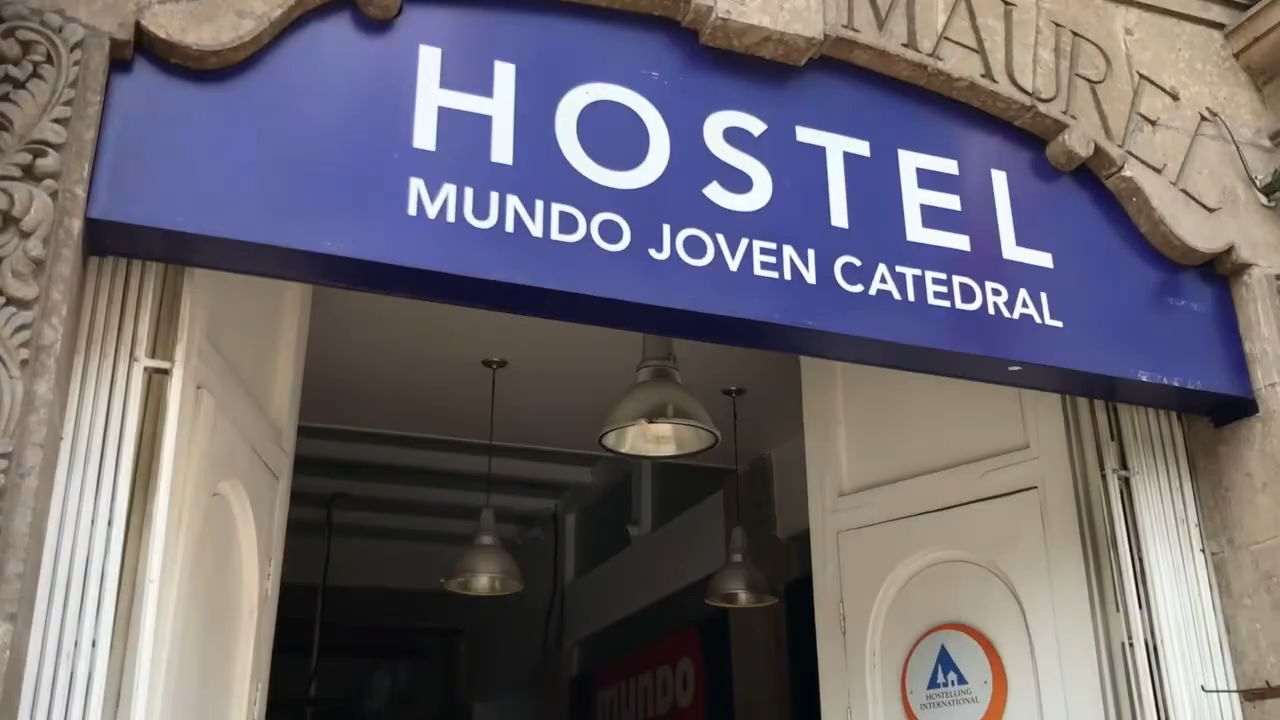 MAUREL
HOSTEL
MUNDO JOVEN CATEDRAL
mundo
HOSTELLING
INTERNATIONAL